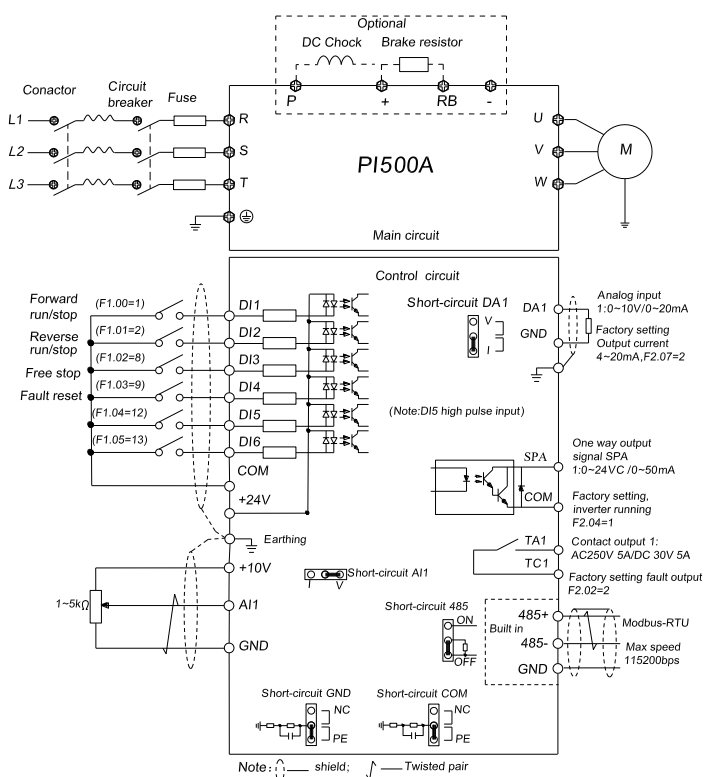 Optional
DC Chock Brake resistor
Conactor
Circuit
breaker
Fuse
P + RB -
L1
R
U
L2
S
V
M
L3
T
W
PI500A
Main circuit
Control circuit
Forward
run/stop
(F1.00=1)
DI1
Reverse
run/stop
(F1.01=2)
DI2
(F1.02=8)
DI3
Free stop
(F1.03=9)
DI4
Fault reset
(F1.04=12)
DI5
(F1.05=13)
DI6
COM
+24V
Earthing
Short-circuit DA1
V
I
DA1
GND
Analog input
1:0~10V/0~20mA
Factory setting
Output current
4~20mA,F2.07=2
(Note:DI5 high pulse input)
SPA
COM
One way output
signal SPA
1:0~24VC /0~50mA
Factory setting,
inverter running
F2.04=1
TA1
TC1
Contact output 1:
AC250V 5A/DC 30V 5A
Factory setting fault output
F2.02=2
+10V
1~5kΩ
AI1
GND
Short-circuit AI1
I V
Short-circuit 485
ON
OFF
Built in
485+
485-
GND
Modbus-RTU
Max speed
115200bps
Short-circuit GND
NC
PE
Short-circuit COM
NC
PE
Note: shield; Twisted pair